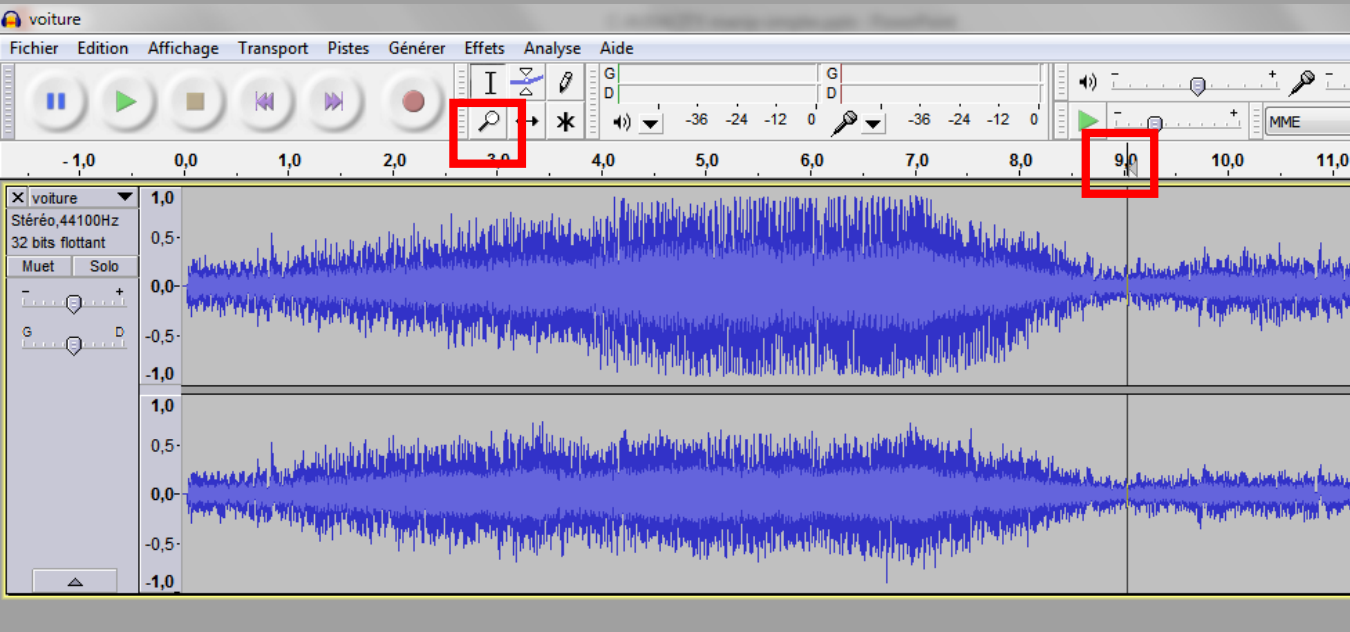 voiture
Fichier Edition Affichage Transport Pistes Générer Effets Analyse Aide
G
D
-36 -24 -12 0
G
D
-36 -24 -12 0
MME
- 1,0 0,0 1,0 2,0 3,0 4,0 5,0 6,0 7,0 8,0 9,0 10,0 11,0
voiture
Stéréo,44100Hz
32 bits flottant
Muet Solo
- +
G D
1,0
0,5-
0,0-
-0,5-
-1,0
1,0
0,5-
0,0-
-0,5-
-1,0